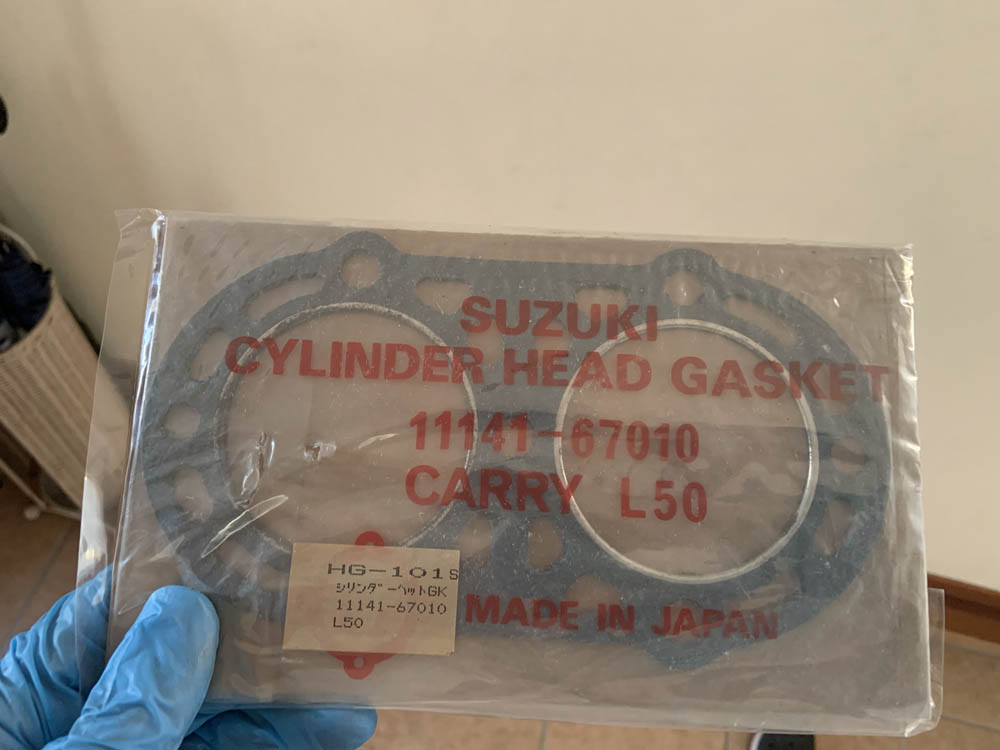 SUZUKI
CYLINDER HEAD GASKET
11141-67010
CARRY L50
HG-101S
シリンダーヘットGK
11141-67010
L50
MADE IN JAPAN